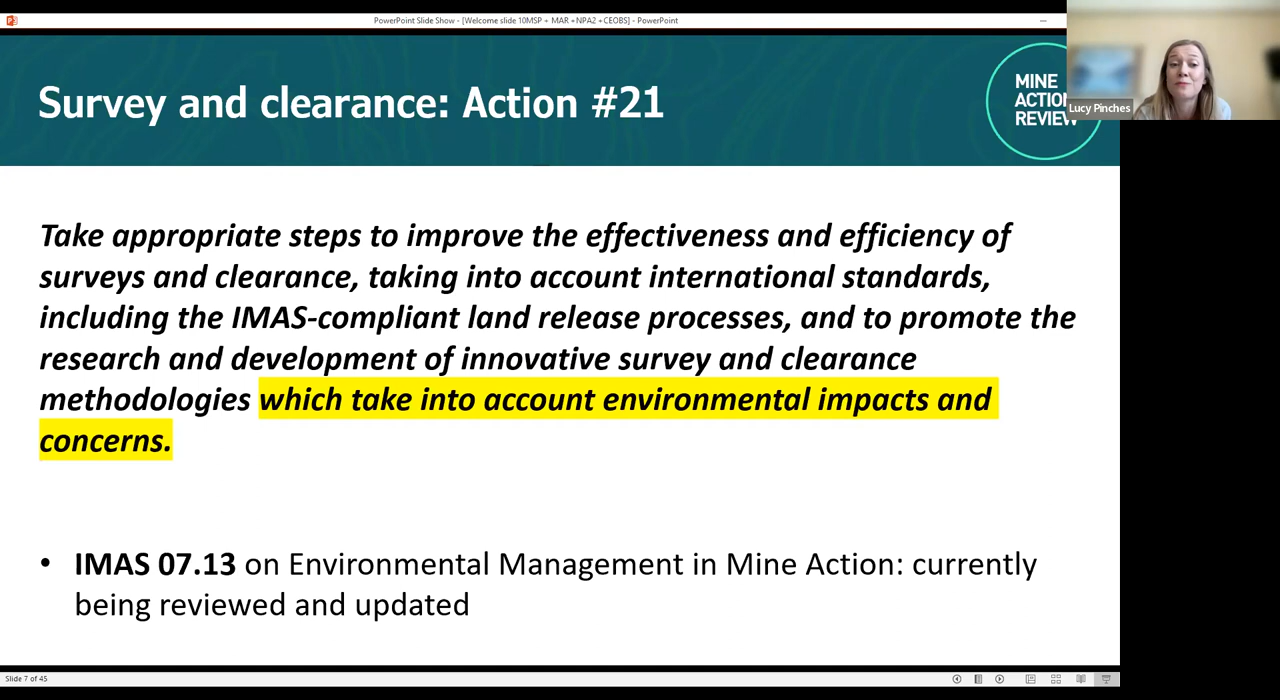 PowerPoint Slide Show - [Welcome slide 10MSP + MAR +NPA2 +CEOBS] - PowerPoint
Survey and clearance: Action #21
MINE
ACTION
REVIEW
Lucy Pinches
Take appropriate steps to improve the effectiveness and efficiency of
surveys and clearance, taking into account international standards,
including the IMAS-compliant land release processes, and to promote the
research and development of innovative survey and clearance
methodologies which take into account environmental impacts and
concerns.
• IMAS 07.13 on Environmental Management in Mine Action: currently
being reviewed and updated
Slide 7 of 45